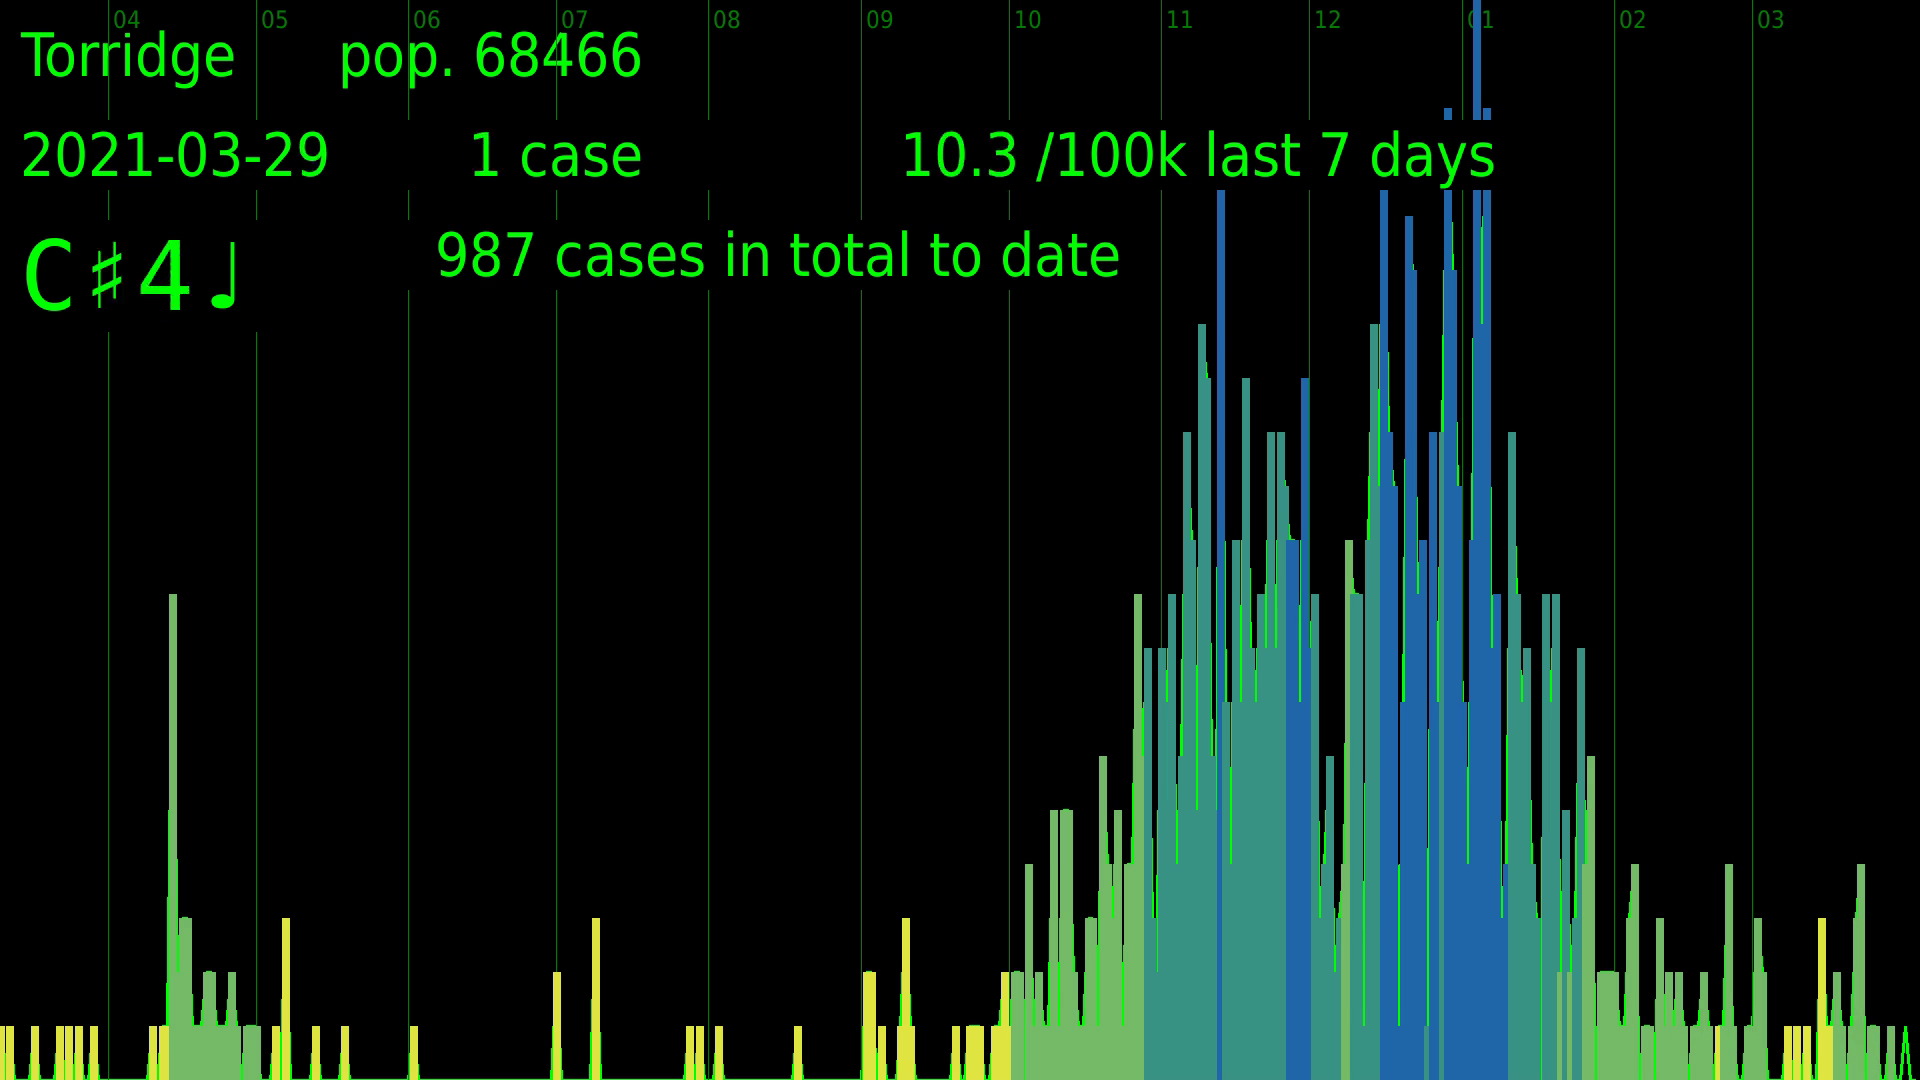 04 05 06 07 08 09 10 11 12 01 02 03
Torridge pop. 68466
2021-03-29 1 case 10.3 /100k last 7 days
C♯4♩ 987 cases in total to date